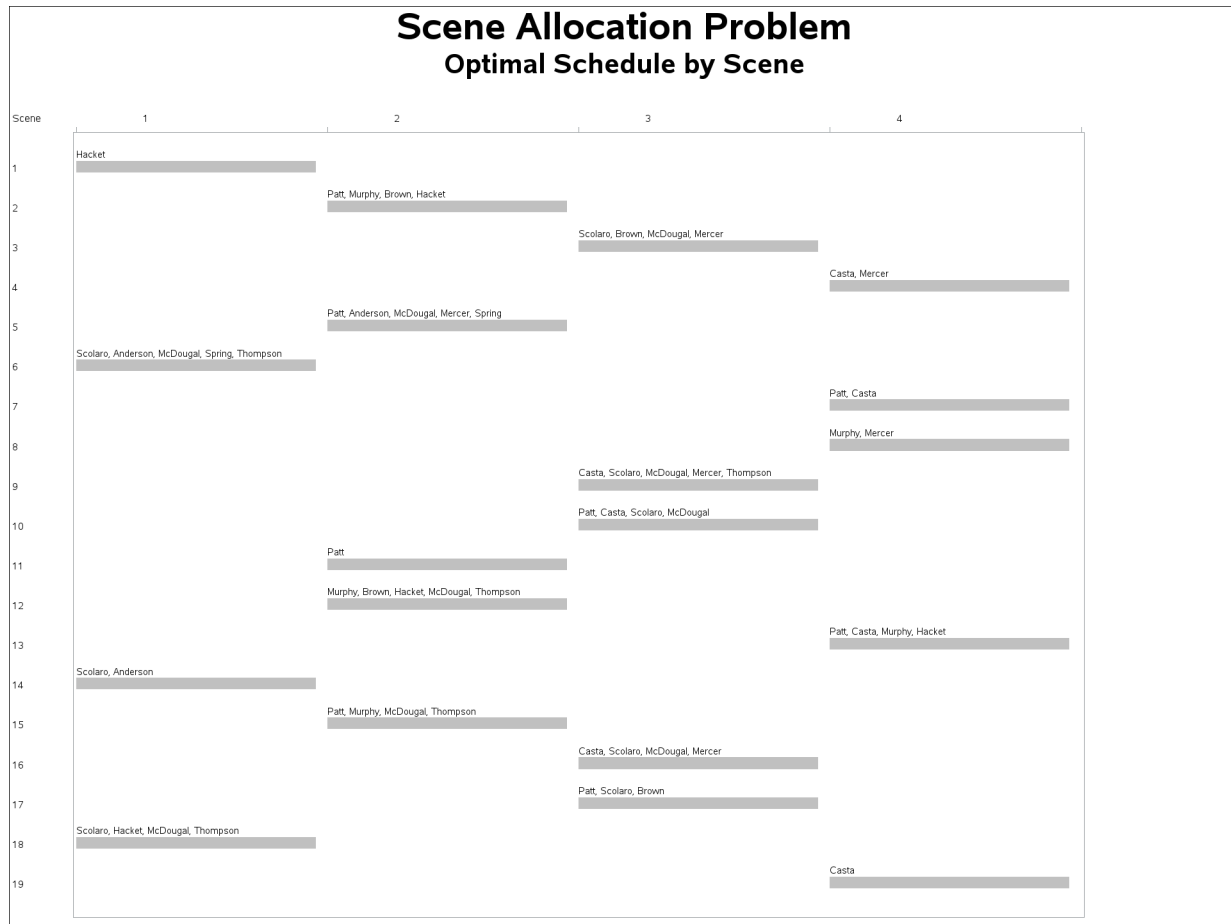 Scene Allocation Problem
Optimal Schedule by Scene
Scene 1 2 3 4
Hacket
1
Patt, Murphy, Brown, Hacket
2
Scolaro, Brown, McDougal, Mercer
3
Casta, Mercer
4
Patt, Anderson, McDougal, Mercer, Spring
5
Scolaro, Anderson, McDougal, Spring, Thompson
6
Patt, Casta
7
Murphy, Mercer
8
Casta, Scolaro, McDougal, Mercer, Thompson
9
Patt, Casta, Scolaro, McDougal
10
Patt
11
Murphy, Brown, Hacket, McDougal, Thompson
12
Patt, Casta, Murphy, Hacket
13
Scolaro, Anderson
14
Patt, Murphy, McDougal, Thompson
15
Casta, Scolaro, McDougal, Mercer
16
Patt, Scolaro, Brown
17
Scolaro, Hacket, McDougal, Thompson
18
Casta
19